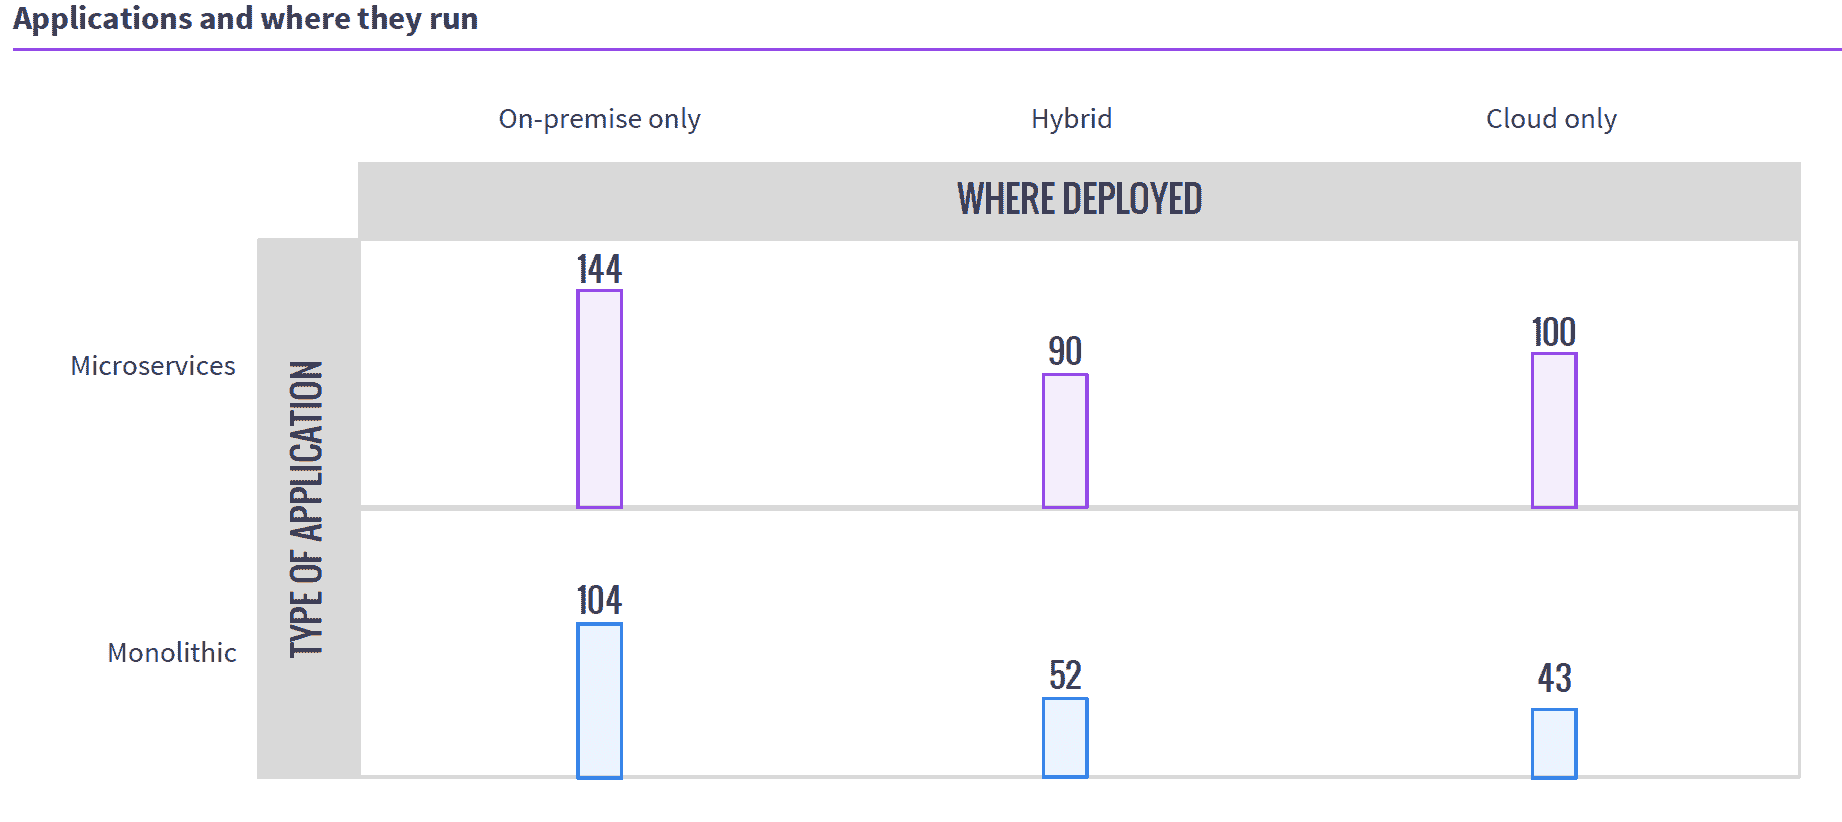 Applications and where they run
On-premise only
Hybrid
Cloud only
WHERE DEPLOYED
TYPE OF APPLICATION
Microservices
144
90
100
Monolithic
104
52
43